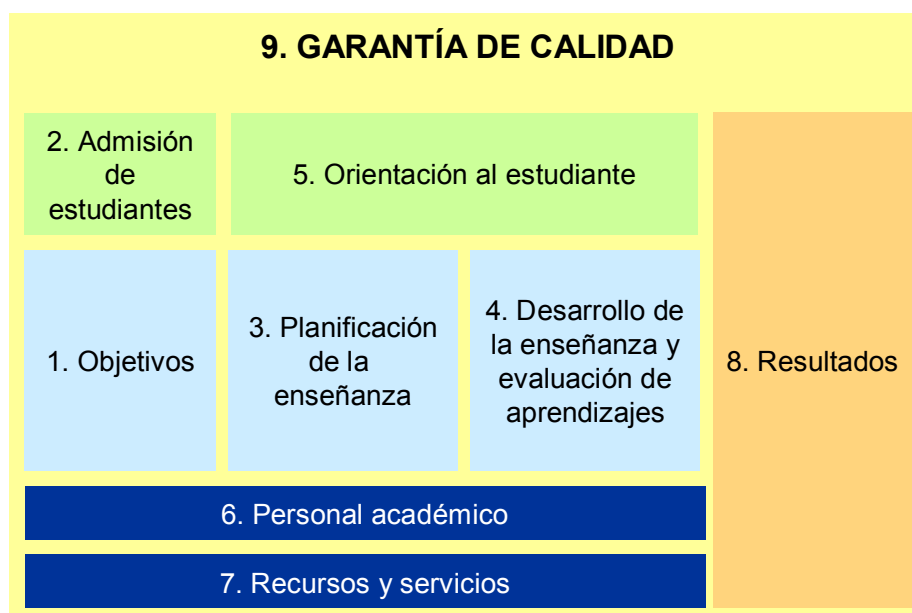 9. GARANTÍA DE CALIDAD
2. Admisión
de
estudiantes
5. Orientación al estudiante
1. Objetivos
3. Planificación
de la
enseñanza
4. Desarrollo de
la enseñanza y
evaluación de
aprendizajes
8. Resultados
6. Personal académico
7. Recursos y servicios